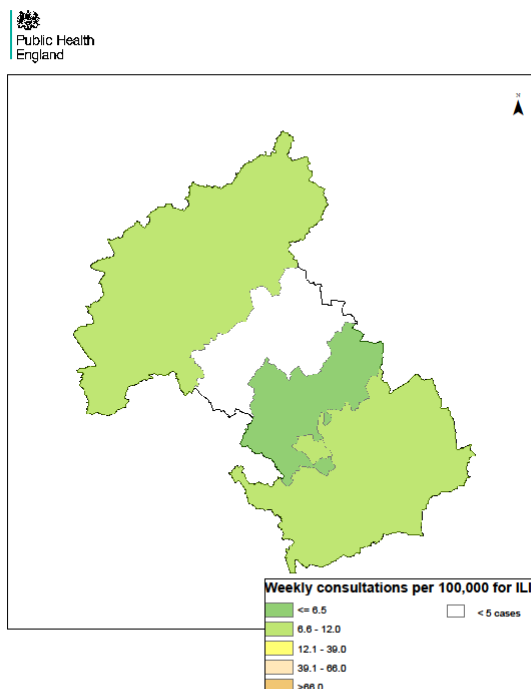 Public Health
England
N
Weekly consultations per 100,000 for ILI
<= 6.5
< 5 cases
6.6 - 12.0
12.1 - 39.0
39.1 - 66.0
>66.0